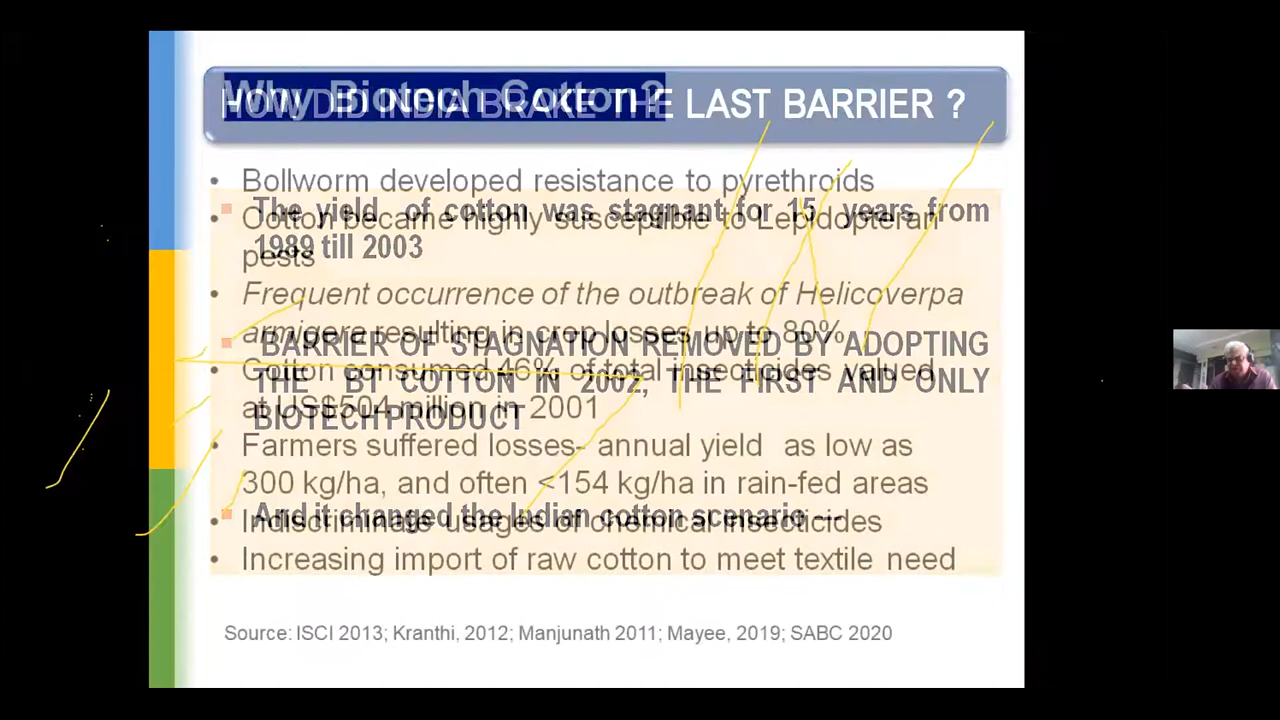 Why Biotech Cotton?
HOW DID INDIA BRAKE THE LAST BARRIER ?
• Bollworm developed resistance to pyrethroids
• Cotton became highly susceptible to Lepidopteran
pests
• Frequent occurrence of the outbreak of Helicoverpa
armigera resulting in crop losses up to 80%
• Cotton consumed 46% of total insecticides valued
at US$504 million in 2001
• Farmers suffered losses- annual yield as low as
300 kg/ha, and often <154 kg/ha in rain-fed areas
• Indiscriminate usages of chemical insecticides
• Increasing import of raw cotton to meet textile need
The yield of cotton was stagnant for 15 years from
1989 till 2003
BARRIER OF STAGNATION REMOVED BY ADOPTING
THE BT COTTON IN 2002, THE FIRST AND ONLY
BIOTECH PRODUCT
And it changed the Indian cotton scenario ---
Source: ISCI 2013; Kranthi, 2012; Manjunath 2011; Mayee, 2019; SABC 2020